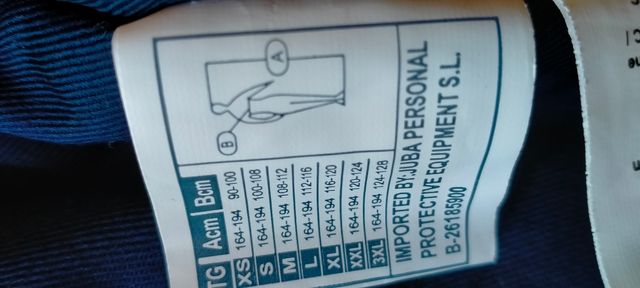 A
B
TG Acm Bcm
XS 164-194 90-100
S 164-194 100-108
M 164-194 108-112
L 164-194 112-116
XL 164-194 116-120
XXL 164-194 120-124
3XL 164-194 124-128
IMPORTED BY:JUBA PERSONAL
PROTECTIVE EQUIPMENT S.L.
B-26185900